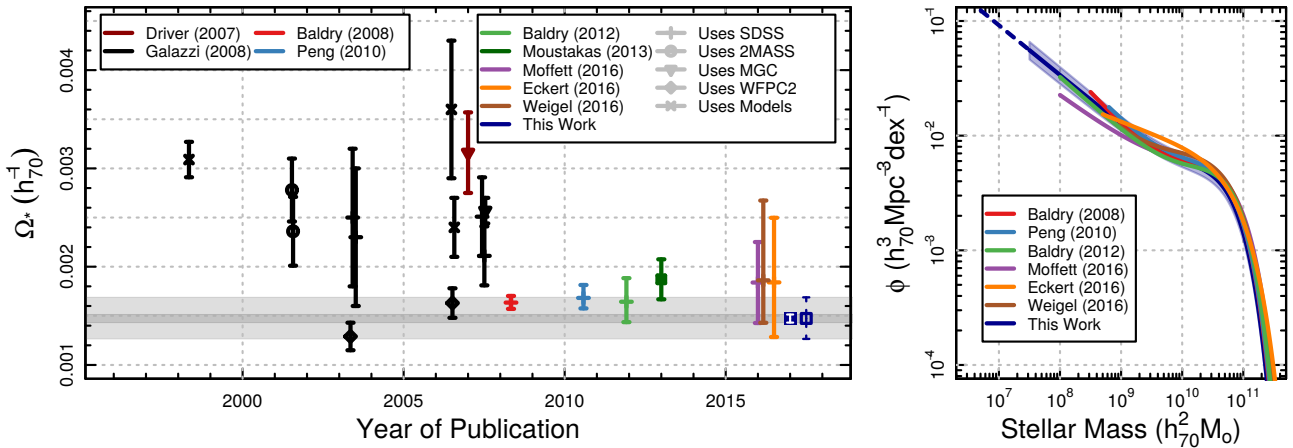 Driver (2007)
Galazzi (2008)
Baldry (2008)
Peng (2010)
Baldry (2012)
Moustakas (2013)
Moffett (2016)
Eckert (2016)
Weigel (2016)
This Work
Uses SDSS
Uses 2MASS
Uses MGC
Uses WFPC2
Uses Models
0.004
0.003
0.002
0.001
Ω* (h₇₀⁻¹)
2000 2005 2010 2015
Year of Publication
10⁻¹
10⁻²
10⁻³
10⁻⁴
ϕ (h³₇₀Mpc⁻³dex⁻¹)
Baldry (2008)
Peng (2010)
Baldry (2012)
Moffett (2016)
Eckert (2016)
Weigel (2016)
This Work
10⁷ 10⁸ 10⁹ 10¹⁰ 10¹¹
Stellar Mass (h²₇₀Mₒ)